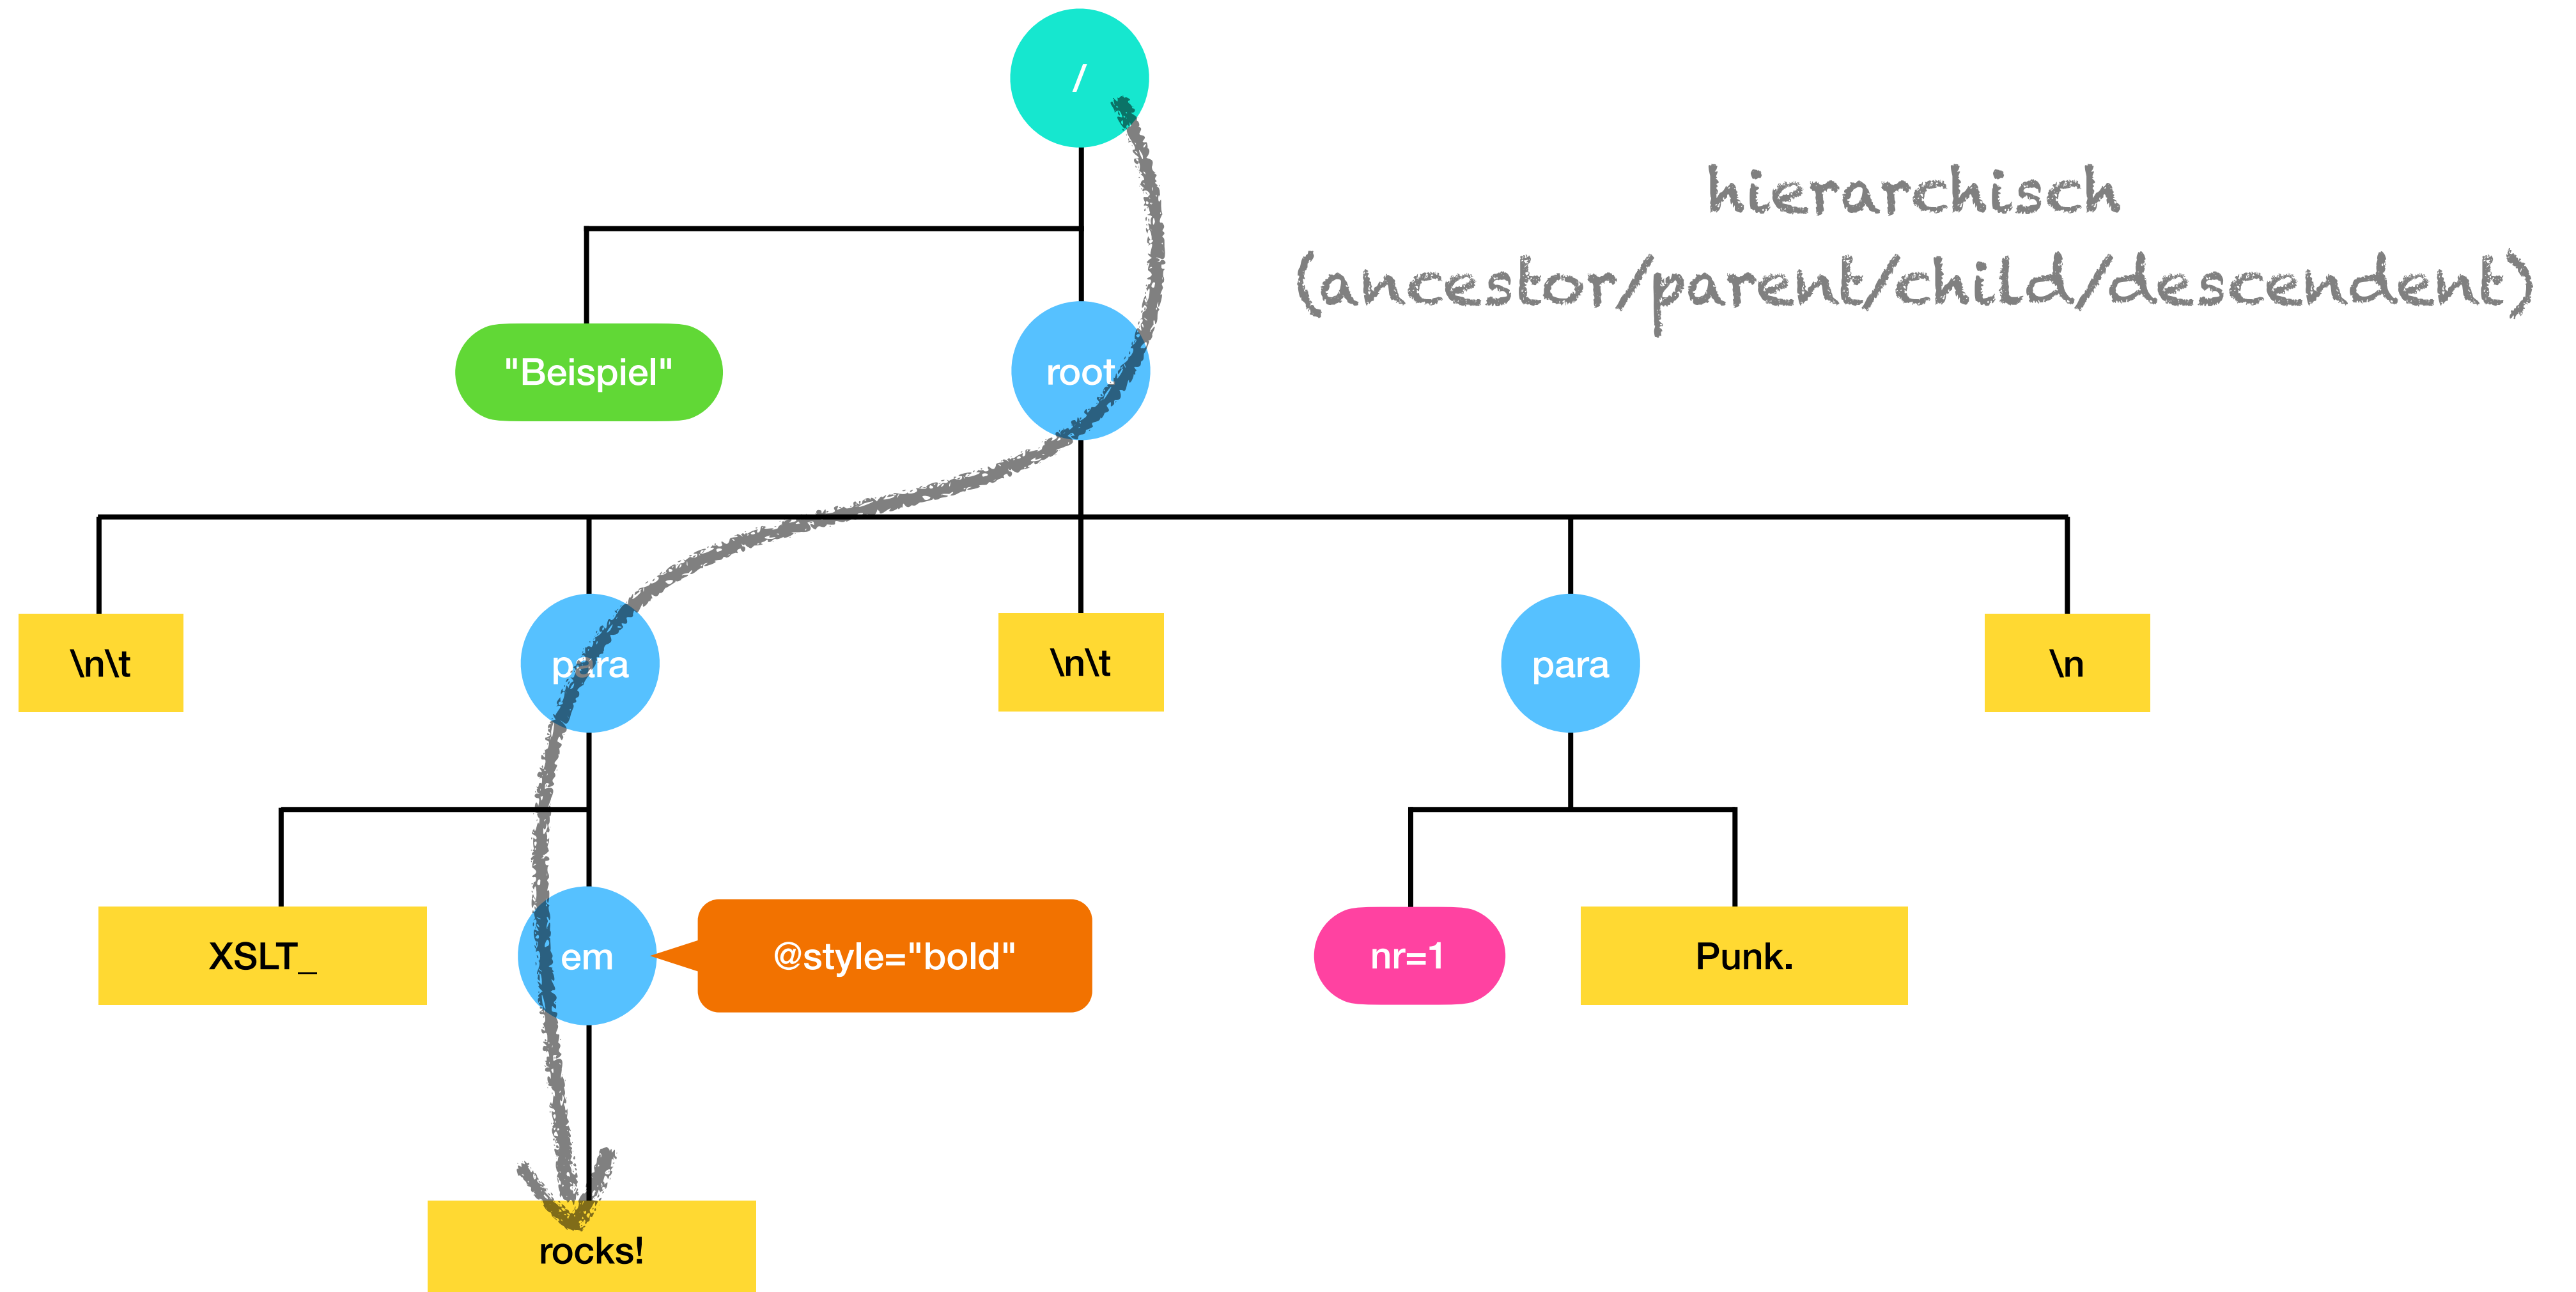 /
hierarchisch
(ancestor/parent/child/descendent)
"Beispiel"
root
\n\t
para
\n\t
para
\n
XSLT_
em
@style="bold"
nr=1
Punk.
rocks!